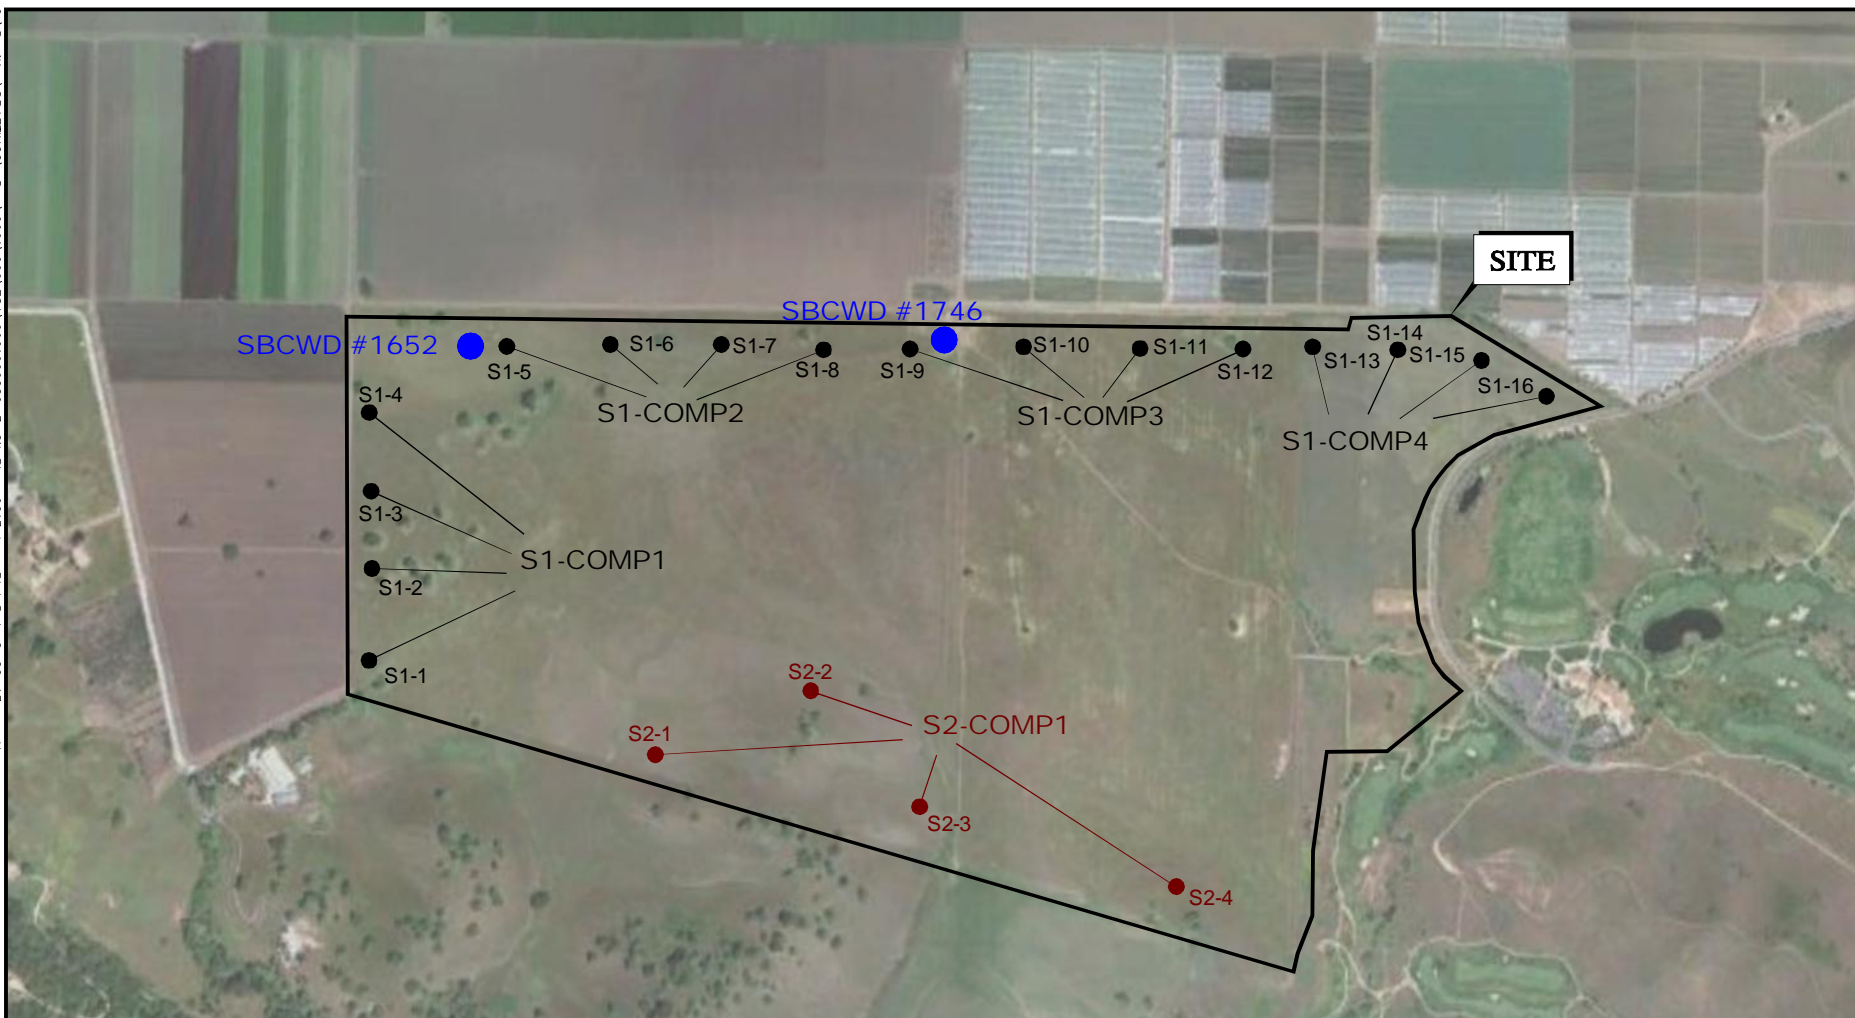 SITE
SBCWD #1746
SBCWD #1652
S1-5
S1-6
S1-7
S1-8
S1-9
S1-10
S1-11
S1-12
S1-13
S1-14
S1-15
S1-16
S1-4
S1-COMP2
S1-COMP3
S1-COMP4
S1-3
S1-COMP1
S1-2
S1-1
S2-2
S2-1
S2-COMP1
S2-3
S2-4